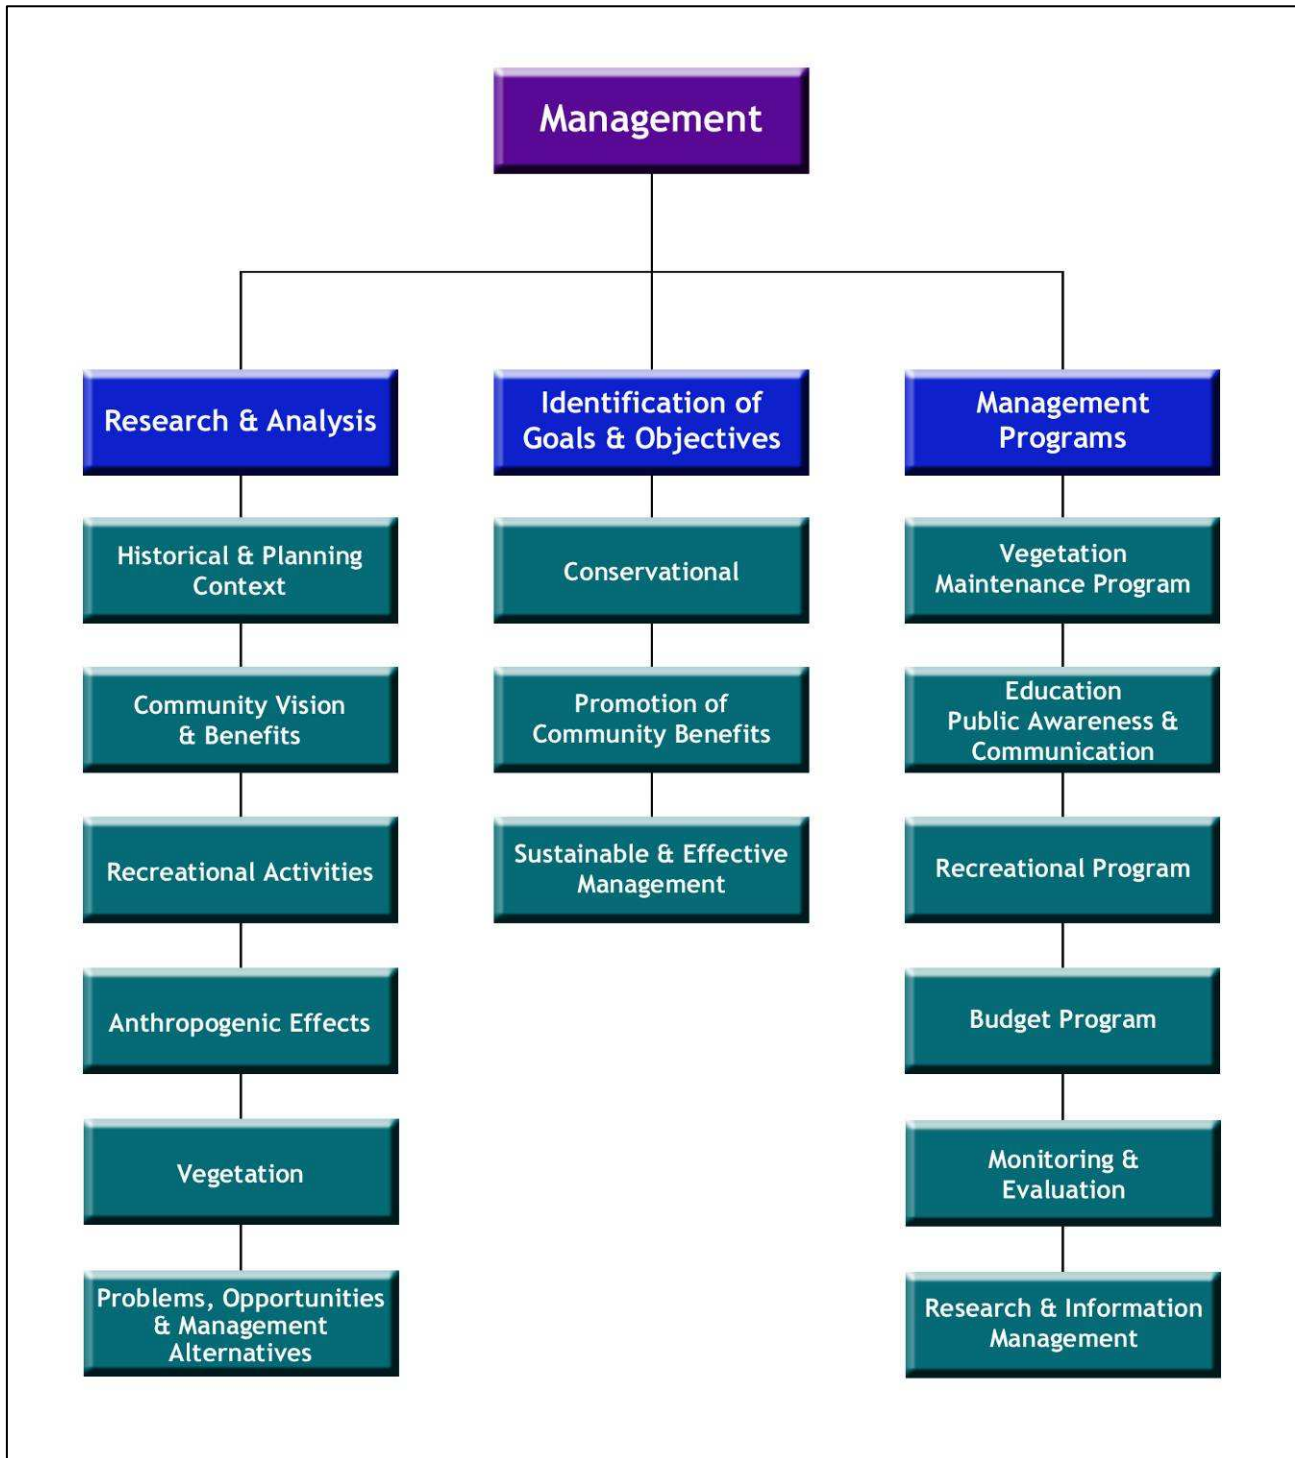 Management
Research & Analysis
Historical & Planning
Context
Community Vision
& Benefits
Recreational Activities
Anthropogenic Effects
Vegetation
Problems, Opportunities
& Management
Alternatives
Identification of
Goals & Objectives
Conservational
Promotion of
Community Benefits
Sustainable & Effective
Management
Management
Programs
Vegetation
Maintenance Program
Education
Public Awareness &
Communication
Recreational Program
Budget Program
Monitoring &
Evaluation
Research & Information
Management